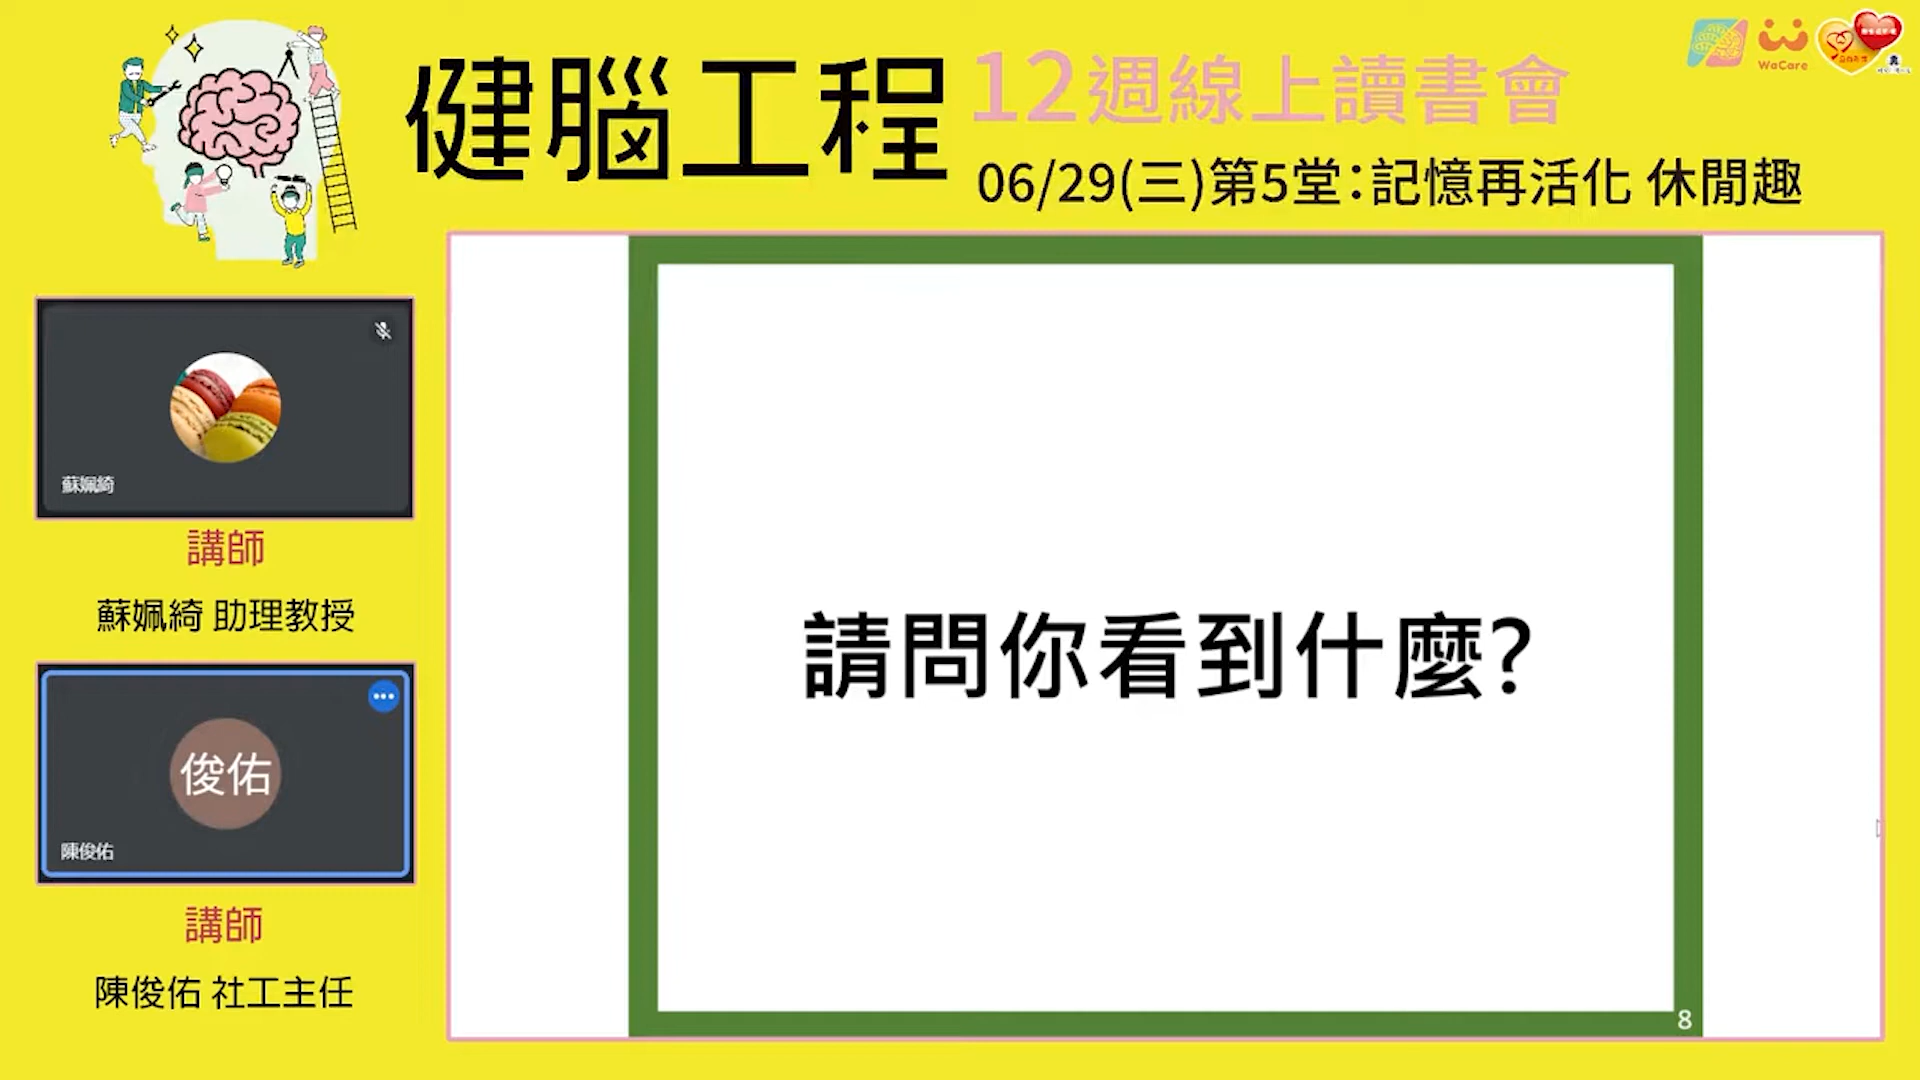 健腦工程
12週線上讀書會
06/29(三)第5堂：記憶再活化 休閒趣
WaCare
蘇姵綺
講師
蘇姵綺 助理教授
俊佑
陳俊佑
講師
陳俊佑 社工主任
請問你看到什麼?
8